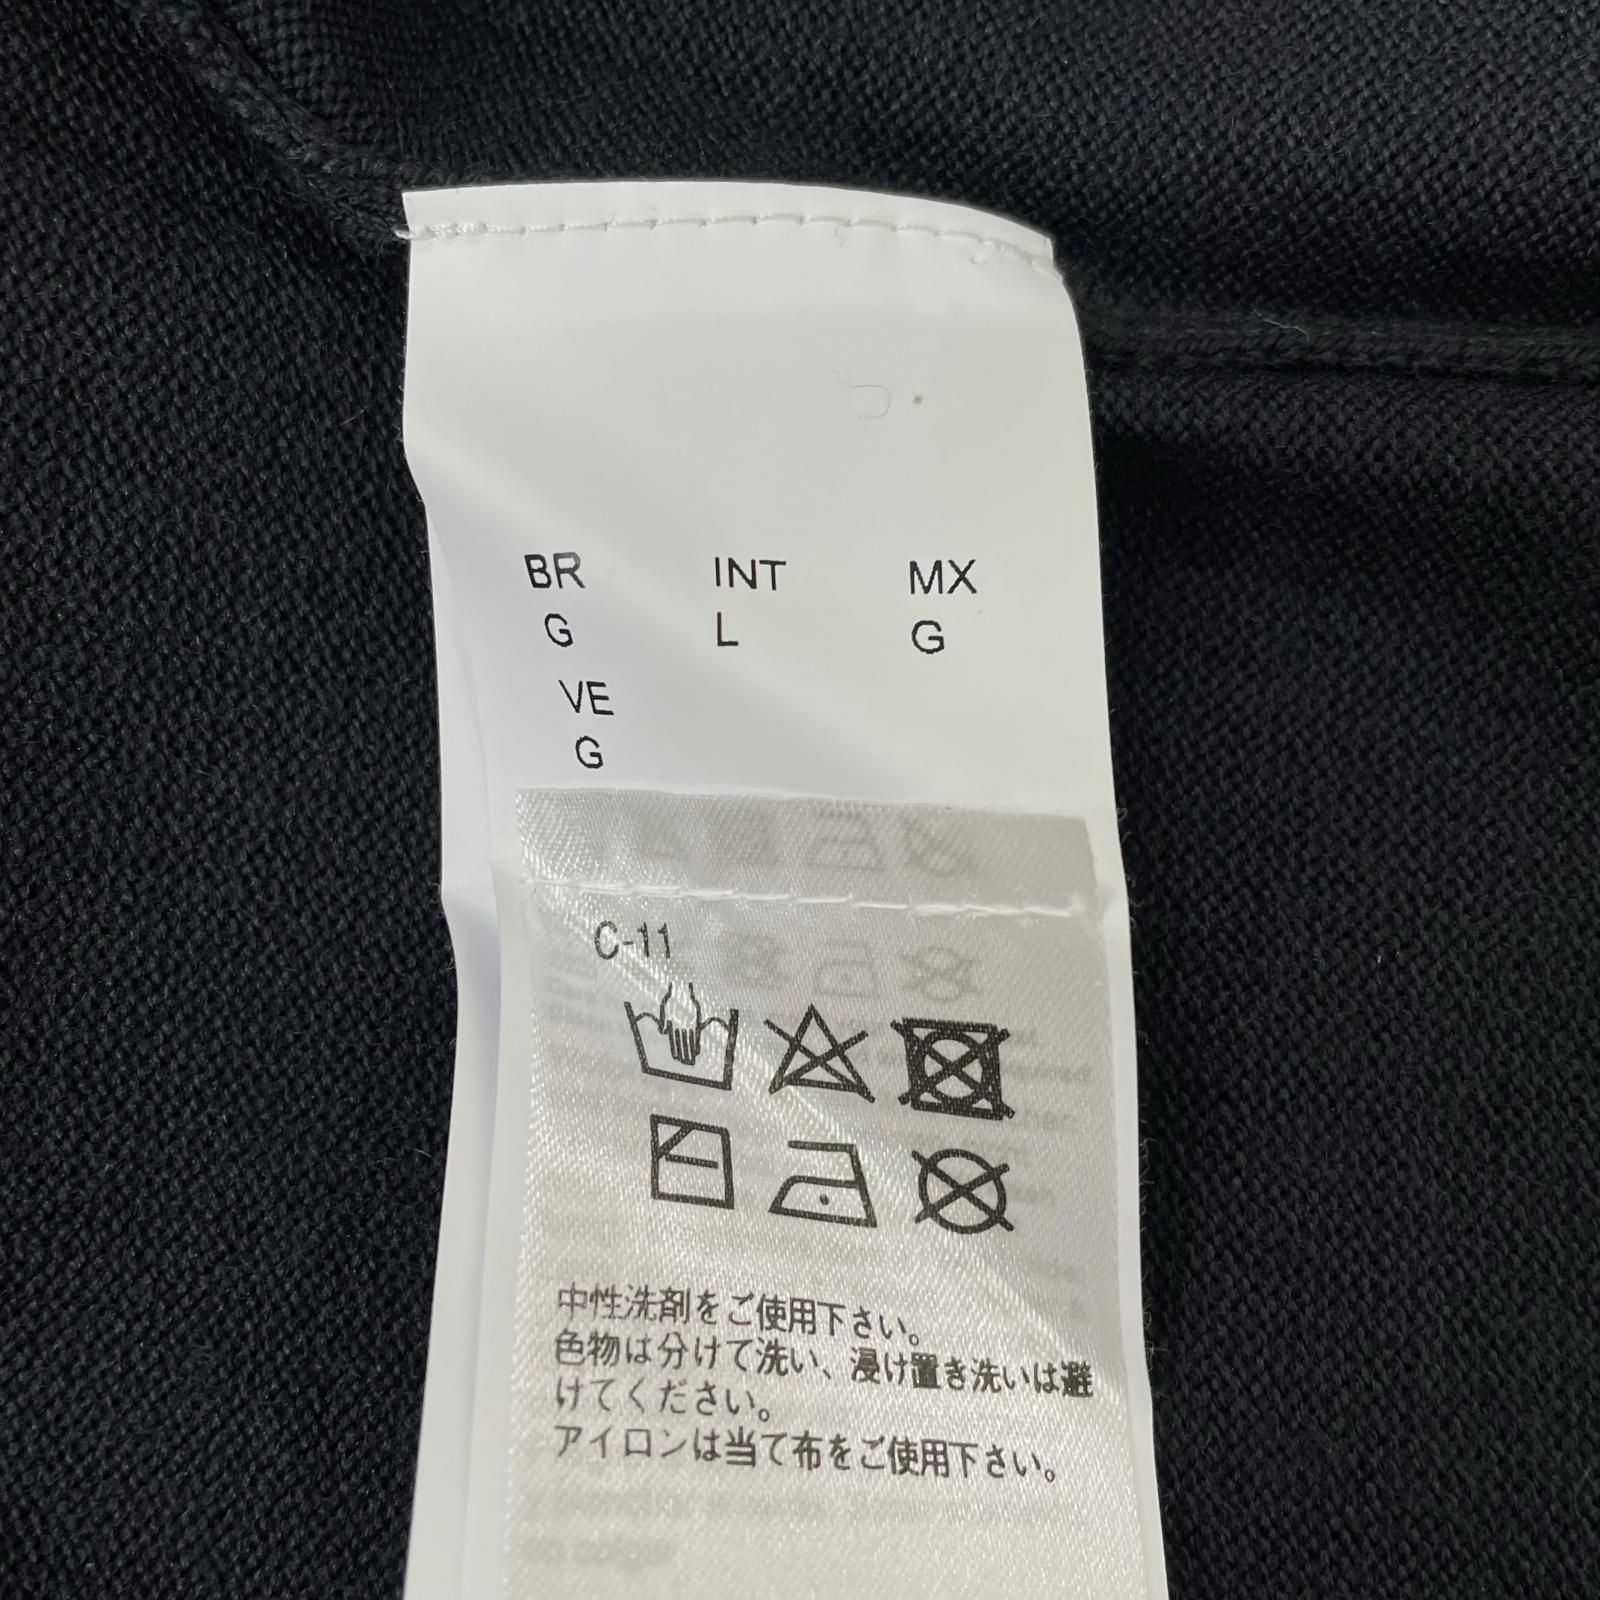 BR INT MX
G L G
VE
G
C-11
中性洗剤をご使用下さい。
色物は分けて洗い、浸け置き洗いは避
けてください。
アイロンは当て布をご使用下さい。